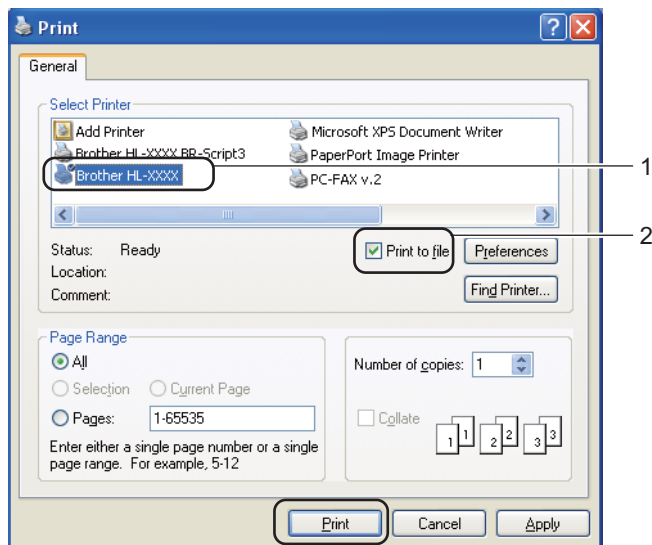 Print
General
Select Printer
Add Printer
Brother HL-XXXX BR-Script3
Brother HL-XXXX
Microsoft XPS Document Writer
PaperPort Image Printer
PC-FAX v.2
1
2
Status: Ready
Location:
Comment:
Print to file
Preferences
Find Printer...
Page Range
All
Selection
Current Page
Pages: 1-65535
Enter either a single page number or a single
page range. For example, 5-12
Number of copies: 1
Collate
1 1 2 2 3 3
Print
Cancel
Apply